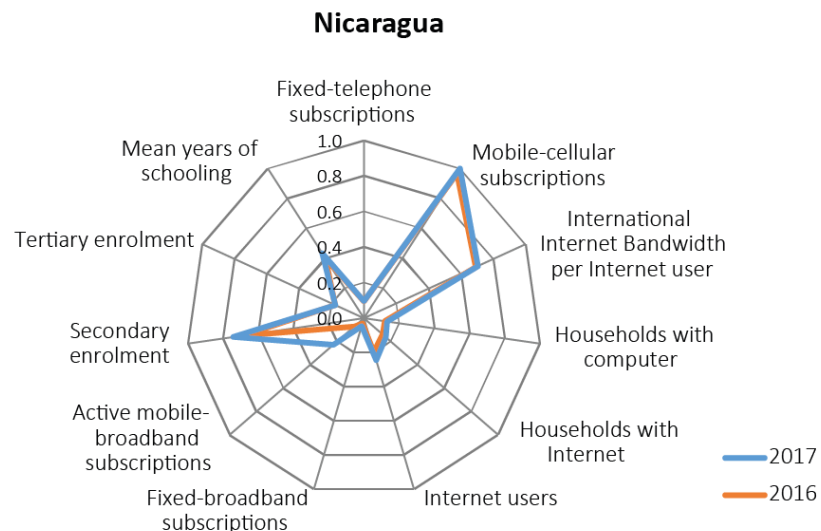 Nicaragua
Fixed-telephone
subscriptions
Mobile-cellular
subscriptions
International
Internet Bandwidth
per Internet user
Households with
computer
Households with
Internet
Internet users
Fixed-broadband
subscriptions
Active mobile-
broadband
subscriptions
Secondary
enrolment
Tertiary enrolment
Mean years of
schooling
1.0
0.8
0.6
0.4
0.2
0.0
2017
2016